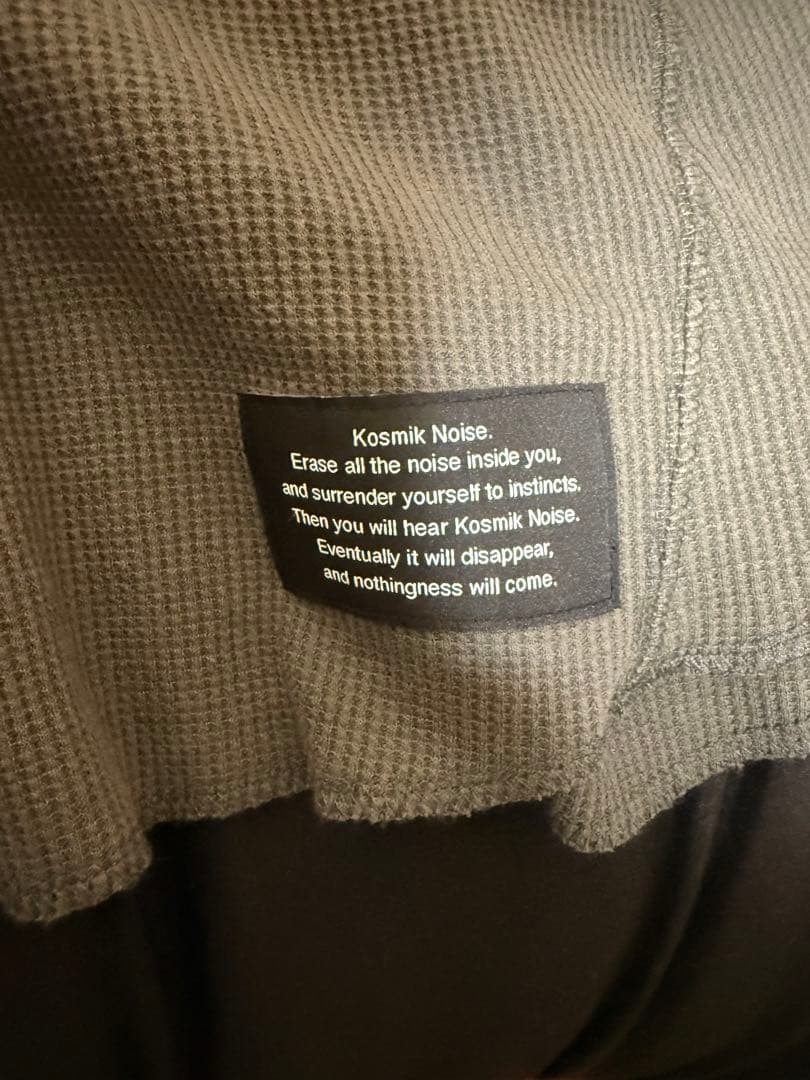 Kosmik Noise.
Erase all the noise inside you,
and surrender yourself to instincts.
Then you will hear Kosmik Noise.
Eventually it will disappear,
and nothingness will come.